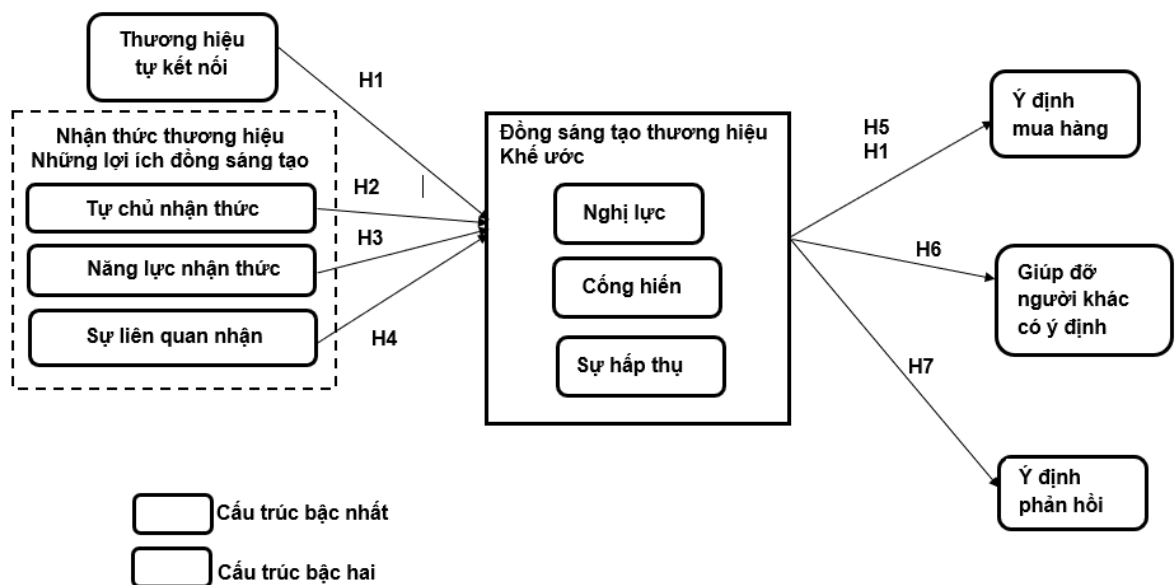 Thương hiệu
tự kết nối
H1
Nhận thức thương hiệu
Những lợi ích đồng sáng tạo
Tự chủ nhận thức
Năng lực nhận thức
Sự liên quan nhận
H2
H3
H4
Đồng sáng tạo thương hiệu
Khế ước
Nghị lực
Cống hiến
Sự hấp thụ
H5
H1
H6
H7
Ý định
mua hàng
Giúp đỡ
người khác
có ý định
Ý định
phản hồi
Cấu trúc bậc nhất
Cấu trúc bậc hai